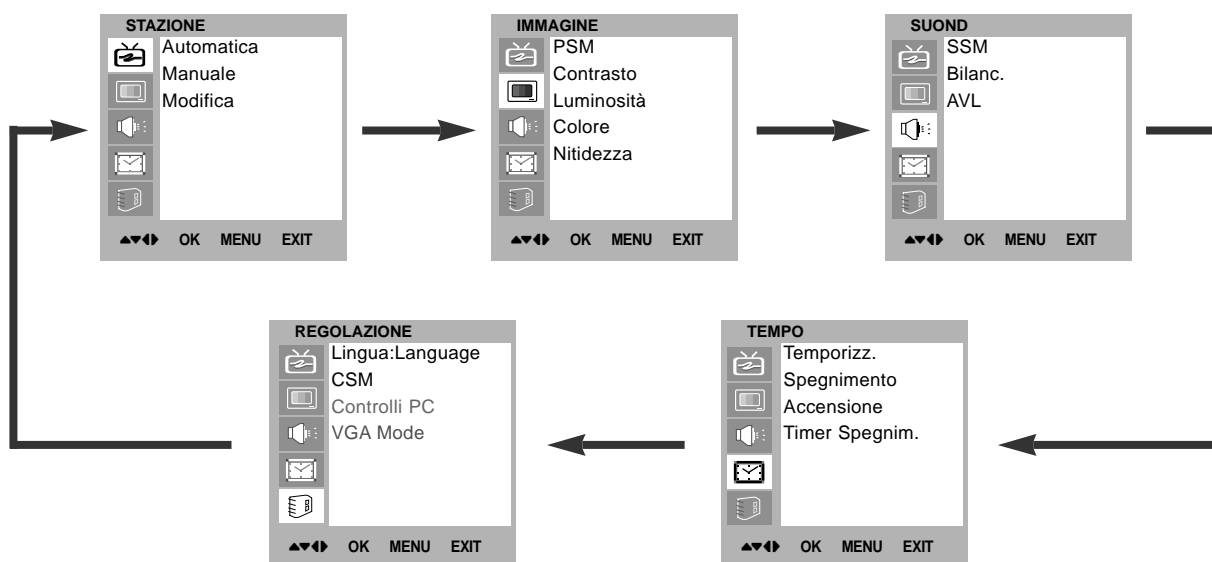 STAZIONE
Automatica
Manuale
Modifica
OK MENU EXIT
IMMAGINE
PSM
Contrasto
Luminosità
Colore
Nitidezza
OK MENU EXIT
SUOND
SSM
Bilanc.
AVL
OK MENU EXIT
REGOLAZIONE
Lingua:Language
CSM
Controlli PC
VGA Mode
OK MENU EXIT
TEMPO
Temporizz.
Spegnimento
Accensione
Timer Spegnim.
OK MENU EXIT